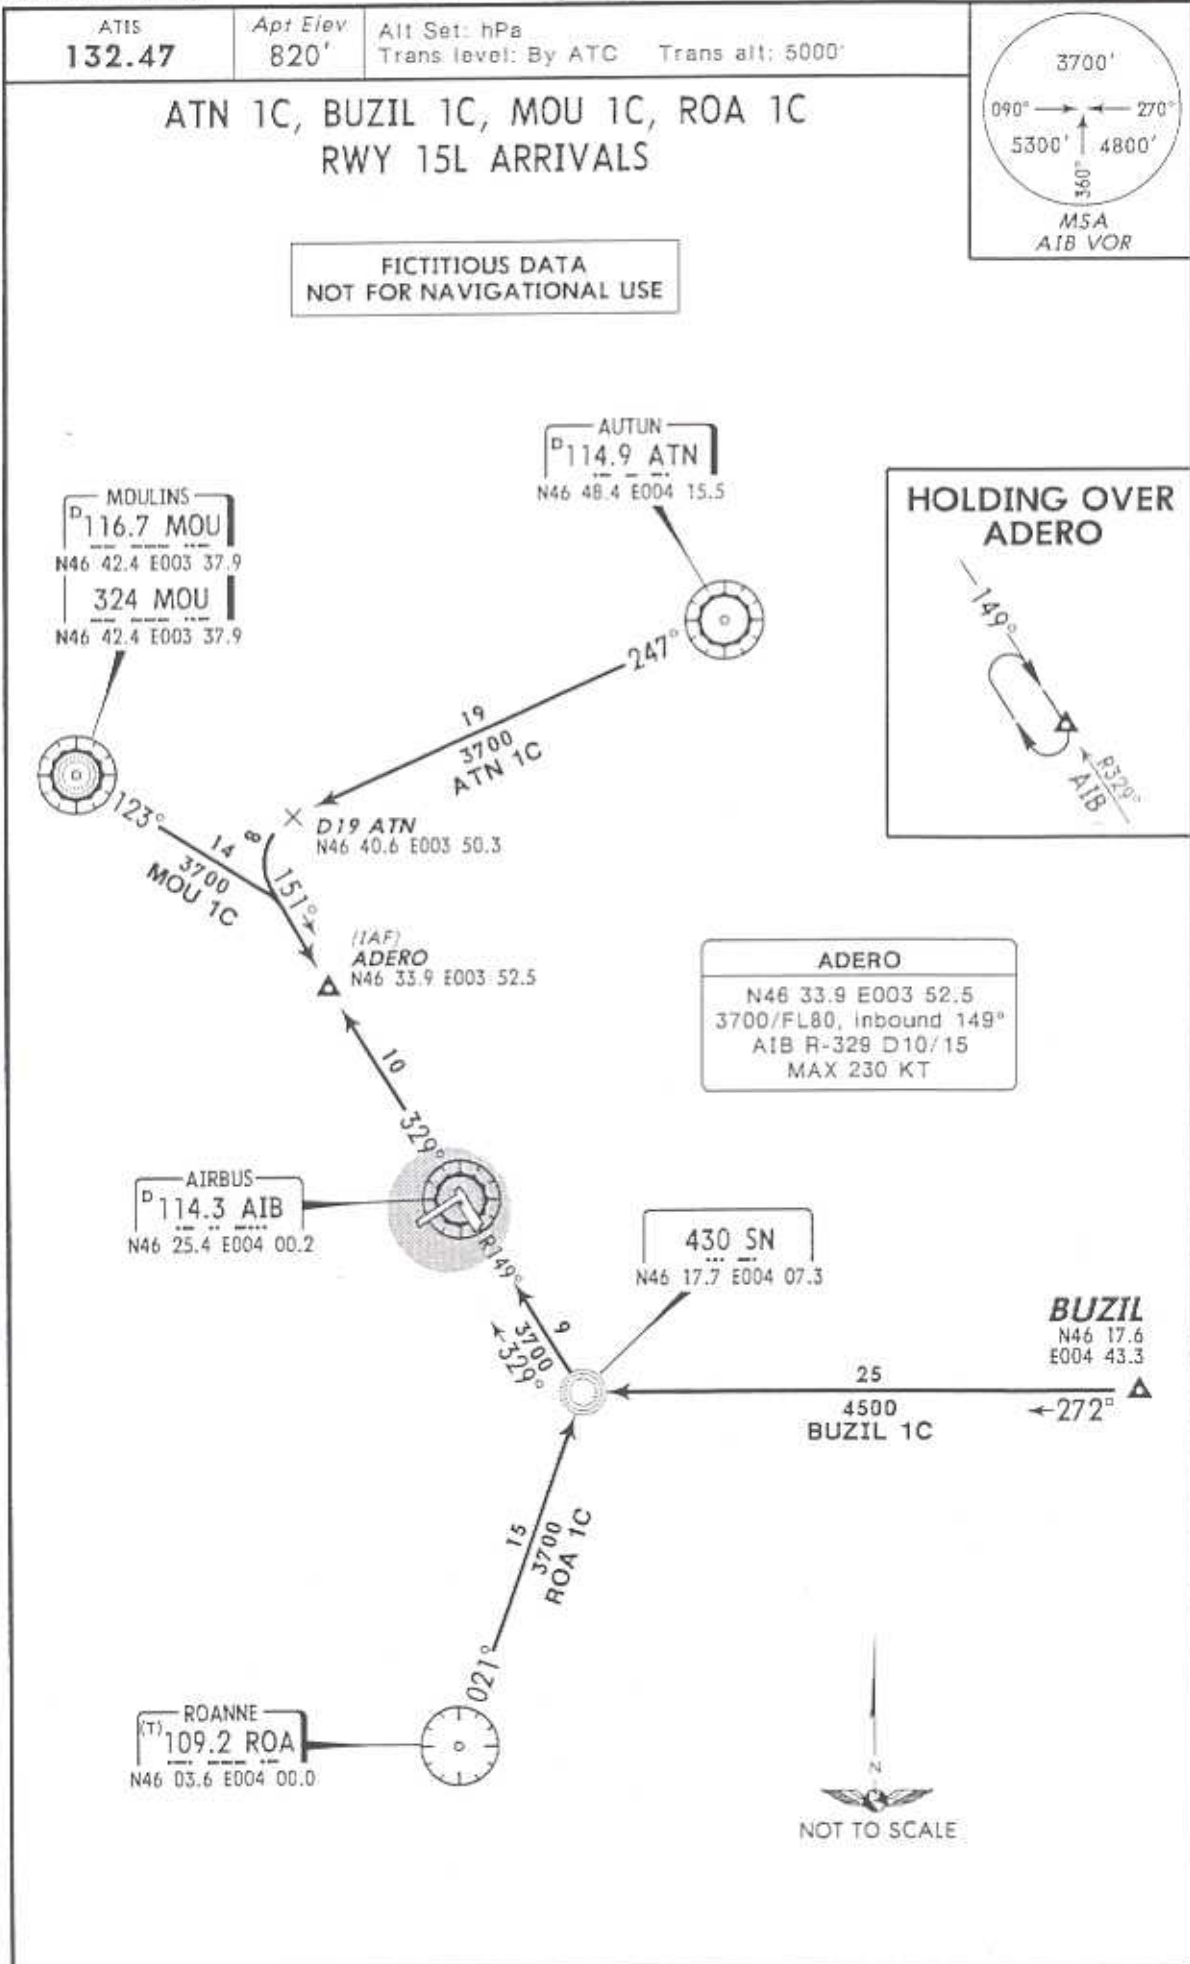 ATIS
132.47
Apt Elev
820'
Alt Set: hPa
Trans level: By ATC Trans alt: 5000'
3700'
090° 270°
5300' 4800'
360°
MSA
AIB VOR
ATN 1C, BUZIL 1C, MOU 1C, ROA 1C
RWY 15L ARRIVALS
FICTITIOUS DATA
NOT FOR NAVIGATIONAL USE
AUTUN
D 114.9 ATN
N46 48.4 E004 15.5
MOULINS
D 116.7 MOU
N46 42.4 E003 37.9
324 MOU
N46 42.4 E003 37.9
HOLDING OVER
ADERO
149°
R329°
AIB
247°
19
3700
ATN 1C
123°
14
3700
MOU 1C
8
151°
D19 ATN
N46 40.6 E003 50.3
(IAF)
ADERO
N46 33.9 E003 52.5
ADERO
N46 33.9 E003 52.5
3700/FL80, inbound 149°
AIB R-329 D10/15
MAX 230 KT
10
329°
AIRBUS
D 114.3 AIB
N46 25.4 E004 00.2
R149°
9
3700
329°
430 SN
N46 17.7 E004 07.3
BUZIL
N46 17.6
E004 43.3
25
4500
272°
BUZIL 1C
15
3700
ROA 1C
021°
ROANNE
(T) 109.2 ROA
N46 03.6 E004 00.0
N
NOT TO SCALE